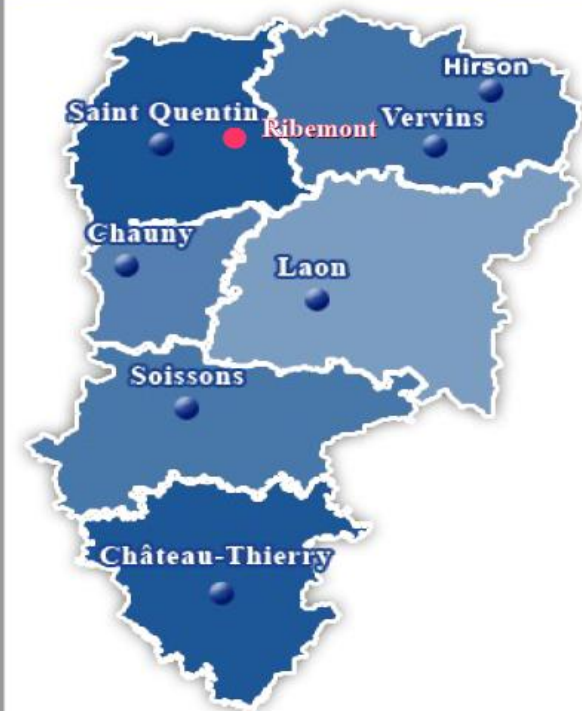 Hirson
Saint Quentin
Vervins
Ribemont
Chauny
Laon
Soissons
Château-Thierry